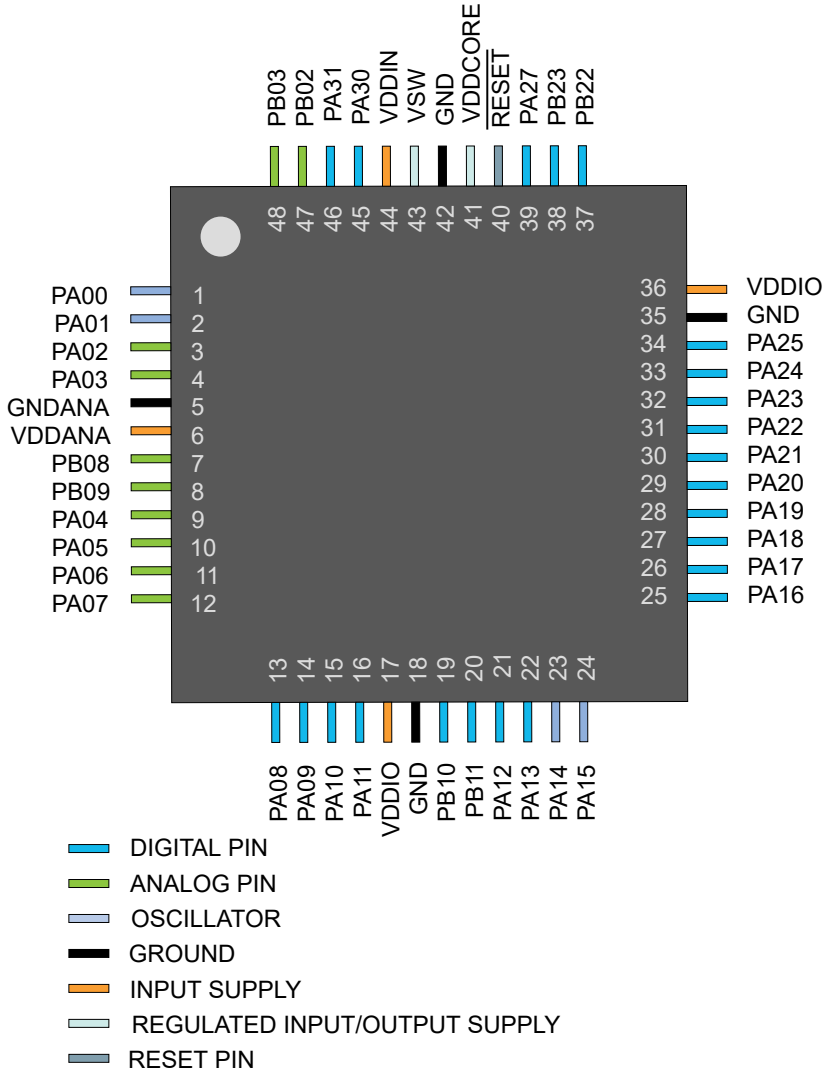 PB03
PB02
PA31
PA30
VDDIN
VSW
GND
VDDCORE
RESET
PA27
PB23
PB22
48
47
46
45
44
43
42
41
40
39
38
37
PA00 1
PA01 2
PA02 3
PA03 4
GNDANA 5
VDDANA 6
PB08 7
PB09 8
PA04 9
PA05 10
PA06 11
PA07 12
36 VDDIO
35 GND
34 PA25
33 PA24
32 PA23
31 PA22
30 PA21
29 PA20
28 PA19
27 PA18
26 PA17
25 PA16
13
14
15
16
17
18
19
20
21
22
23
24
PA08
PA09
PA10
PA11
VDDIO
GND
PB10
PB11
PA12
PA13
PA14
PA15
DIGITAL PIN
ANALOG PIN
OSCILLATOR
GROUND
INPUT SUPPLY
REGULATED INPUT/OUTPUT SUPPLY
RESET PIN